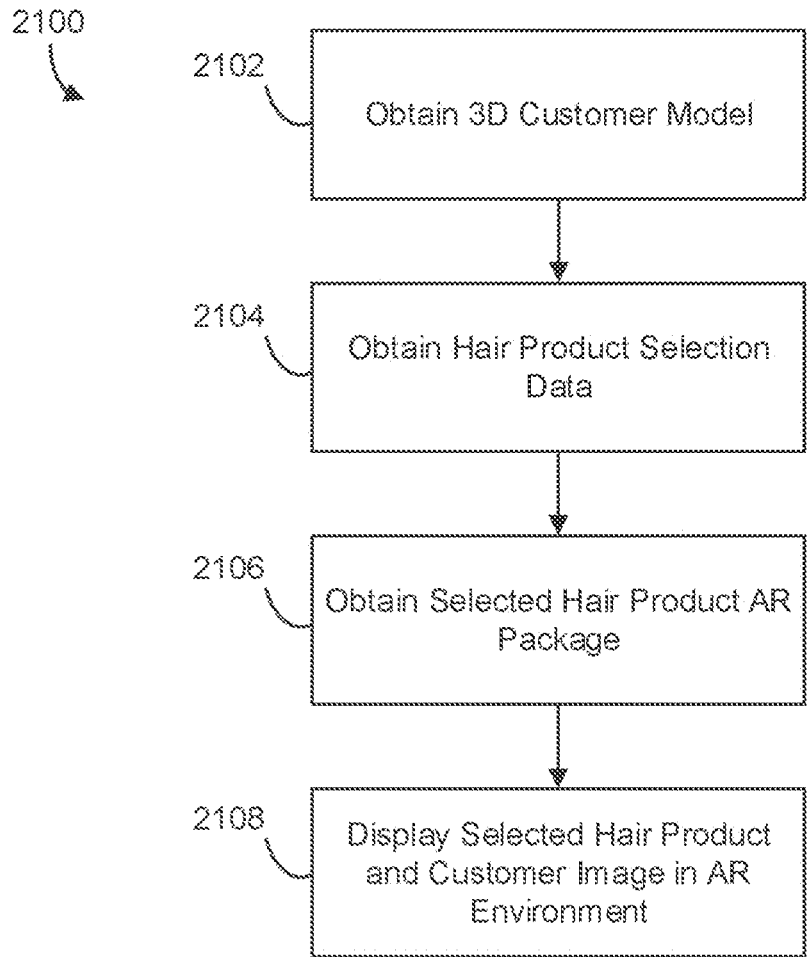 2100
2102
Obtain 3D Customer Model
2104
Obtain Hair Product Selection
Data
2106
Obtain Selected Hair Product AR
Package
2108
Display Selected Hair Product
and Customer Image in AR
Environment